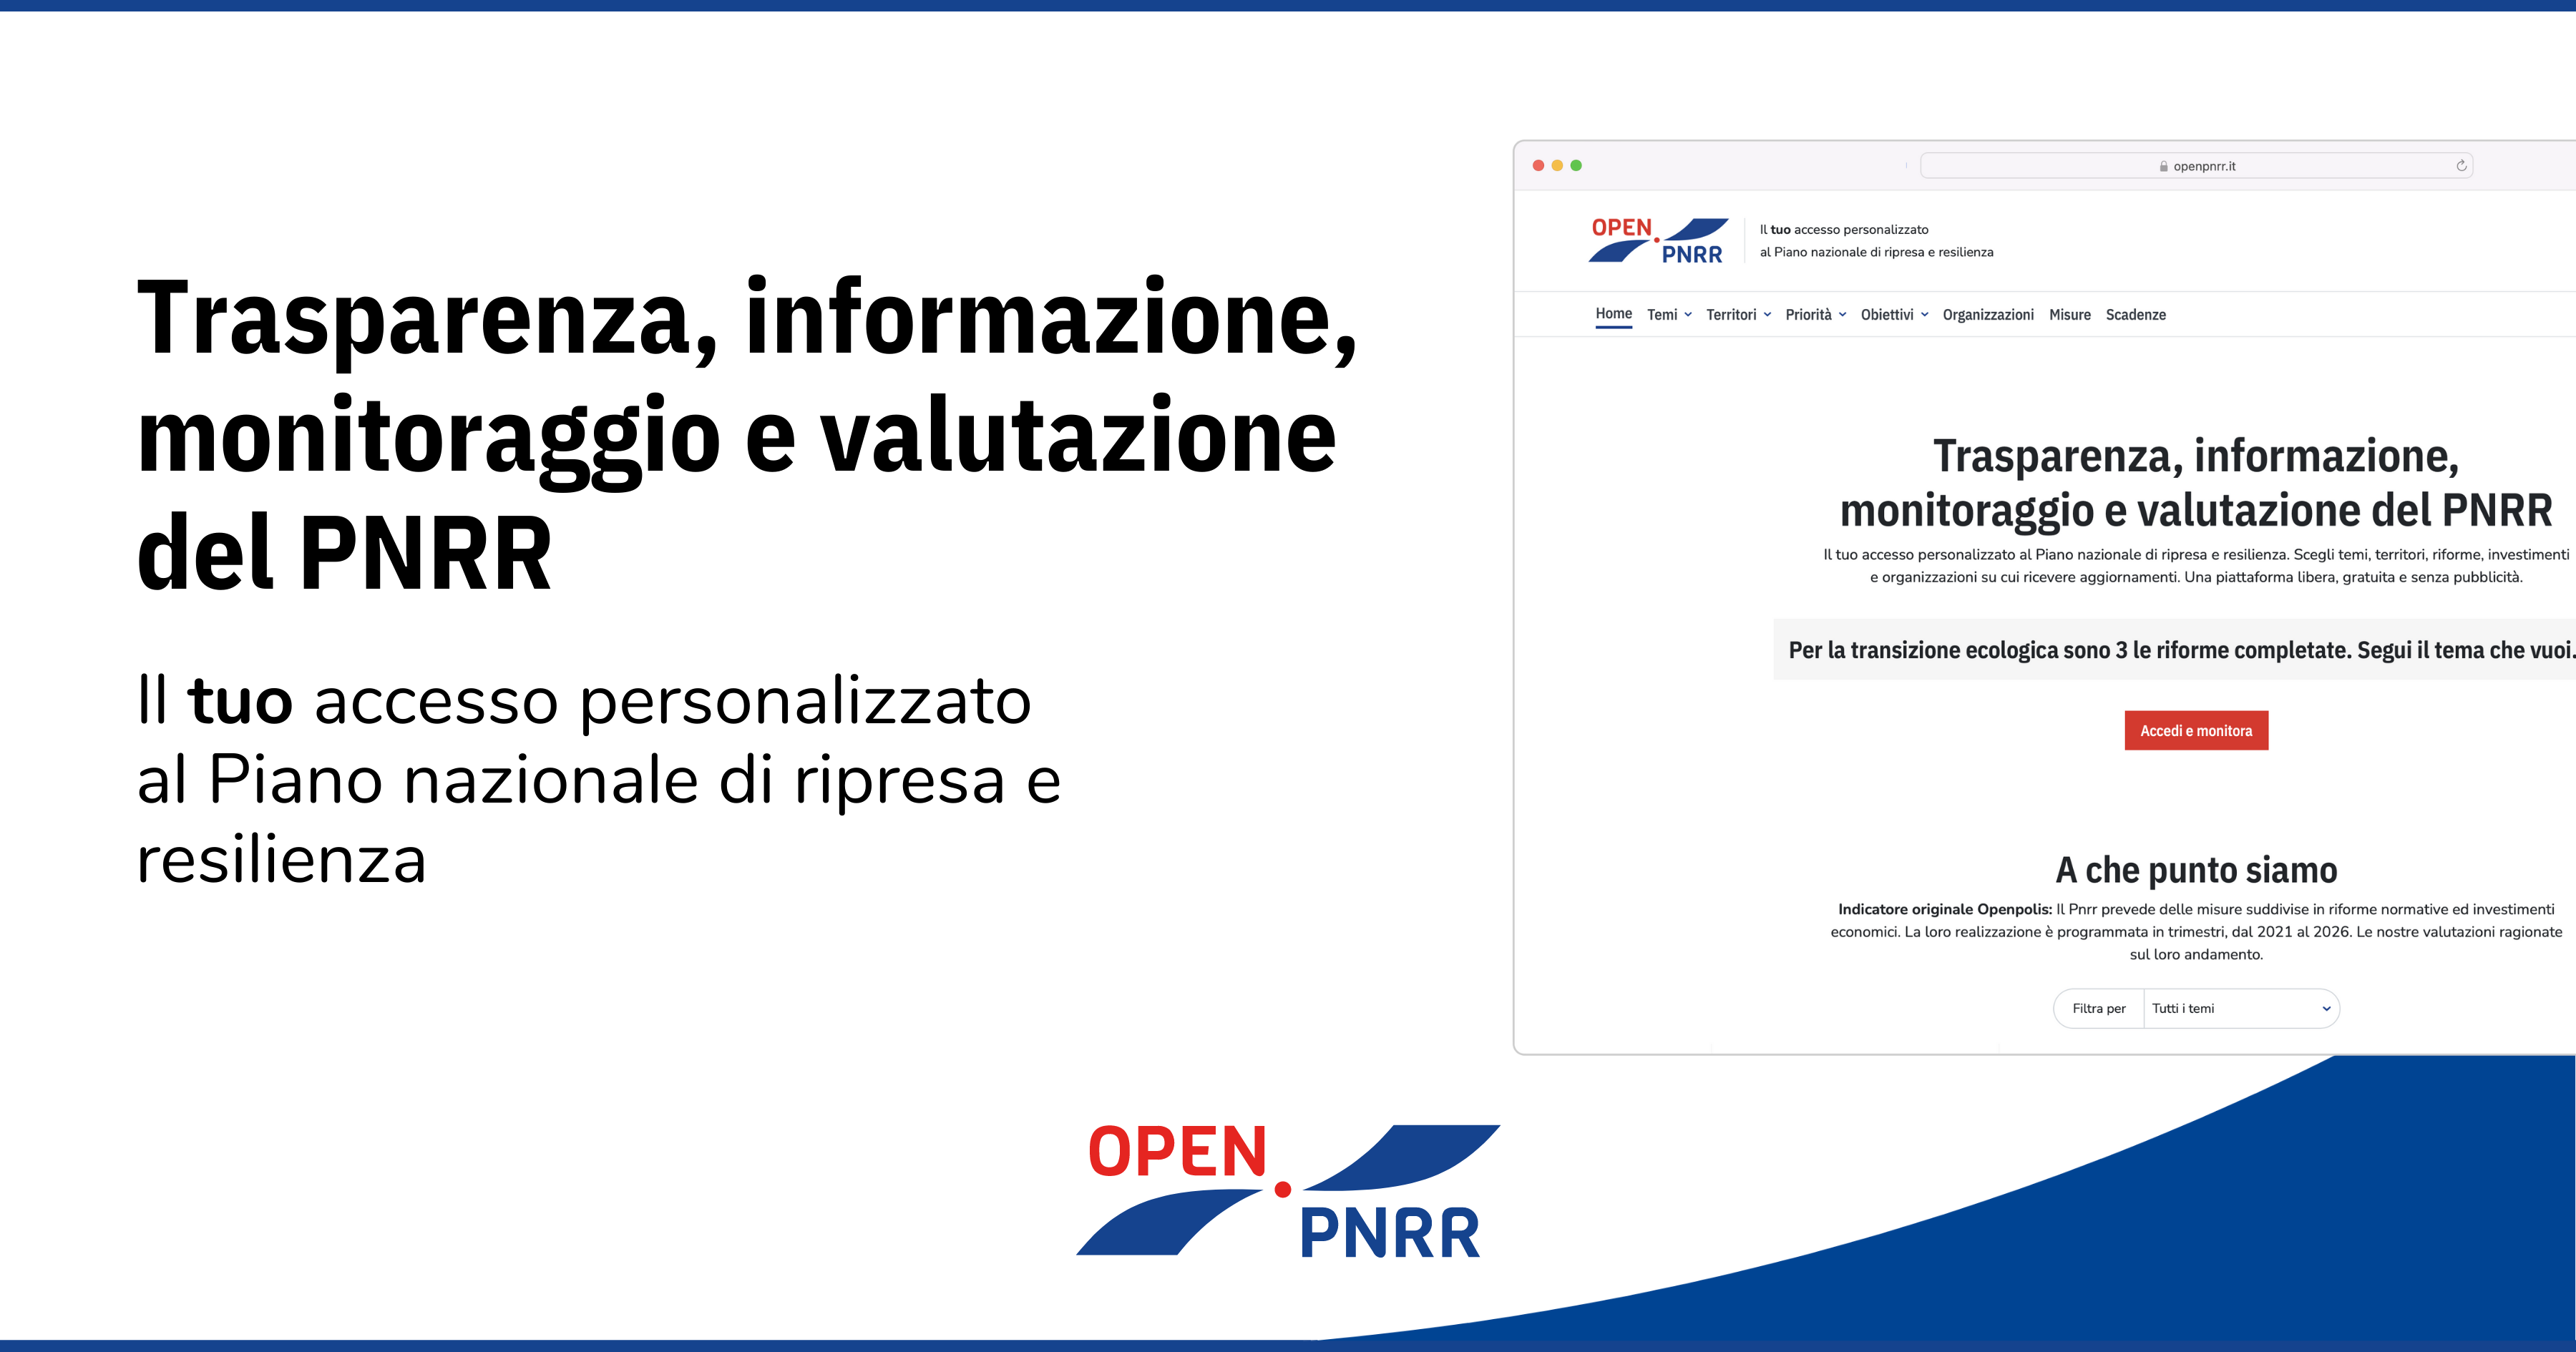 Trasparenza, informazione,
monitoraggio e valutazione
del PNRR
Il tuo accesso personalizzato
al Piano nazionale di ripresa e
resilienza
openpnrr.it
OPEN
PNRR
Il tuo accesso personalizzato
al Piano nazionale di ripresa e resilienza
Home Temi Territori Priorità Obiettivi Organizzazioni Misure Scadenze
Trasparenza, informazione,
monitoraggio e valutazione del PNRR
Il tuo accesso personalizzato al Piano nazionale di ripresa e resilienza. Scegli temi, territori, riforme, investimenti
e organizzazioni su cui ricevere aggiornamenti. Una piattaforma libera, gratuita e senza pubblicità.
Per la transizione ecologica sono 3 le riforme completate. Segui il tema che vuoi.
Accedi e monitora
A che punto siamo
Indicatore originale Openpolis: Il Pnrr prevede delle misure suddivise in riforme normative ed investimenti
economici. La loro realizzazione è programmata in trimestri, dal 2021 al 2026. Le nostre valutazioni ragionate
sul loro andamento.
Filtra per Tutti i temi
OPEN
PNRR